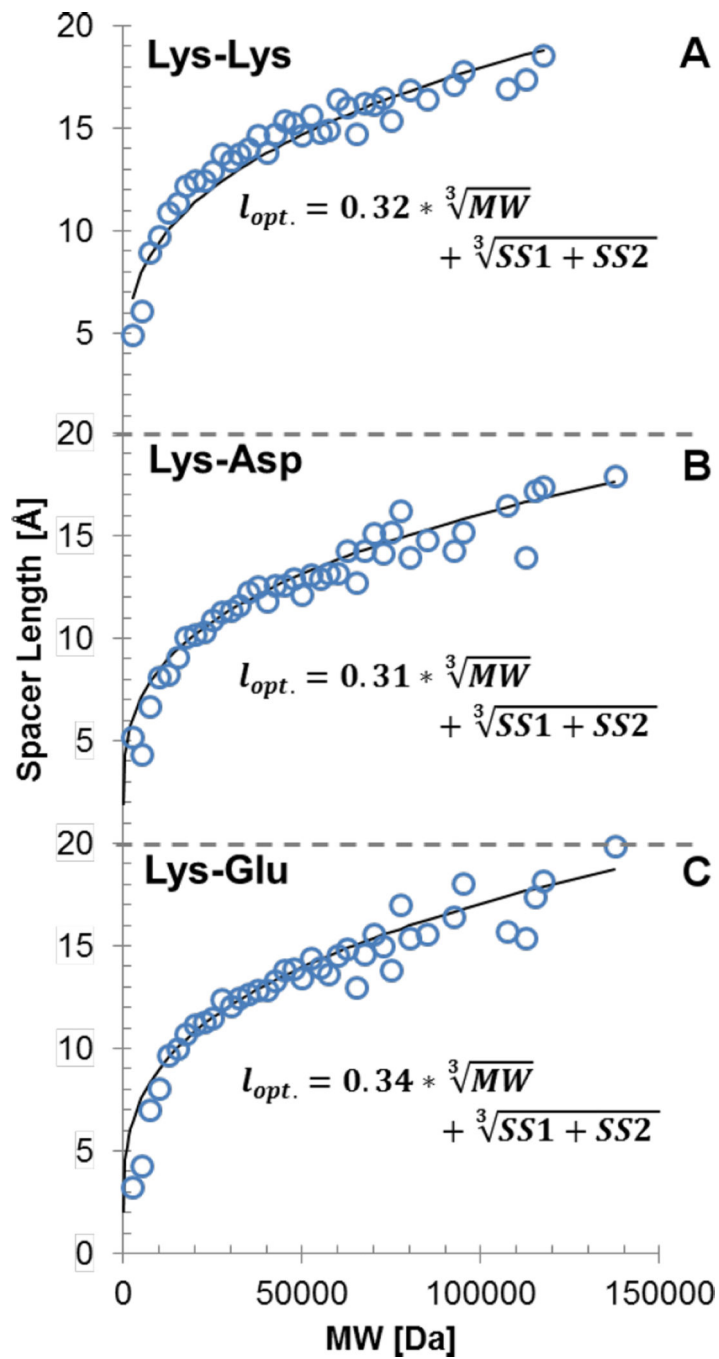 20
Lys-Lys
A
15
l_opt. = 0.32 * ∛MW
+ ∛SS1 + SS2
10
5
20
Lys-Asp
B
15
10
l_opt. = 0.31 * ∛MW
+ ∛SS1 + SS2
5
Spacer Length [Å]
20
Lys-Glu
C
15
10
l_opt. = 0.34 * ∛MW
+ ∛SS1 + SS2
5
0
0 50000 100000 150000
MW [Da]